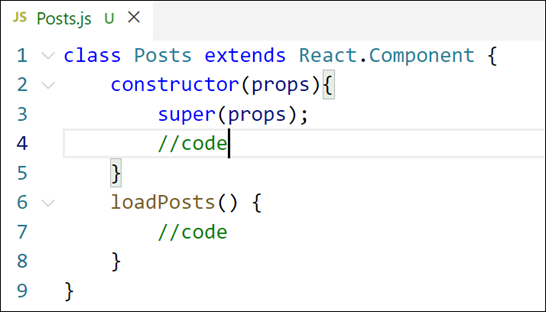 JS Posts.js U ×
1 class Posts extends React.Component {
2 constructor(props){
3 super(props);
4 //code
5 }
6 loadPosts() {
7 //code
8 }
9 }